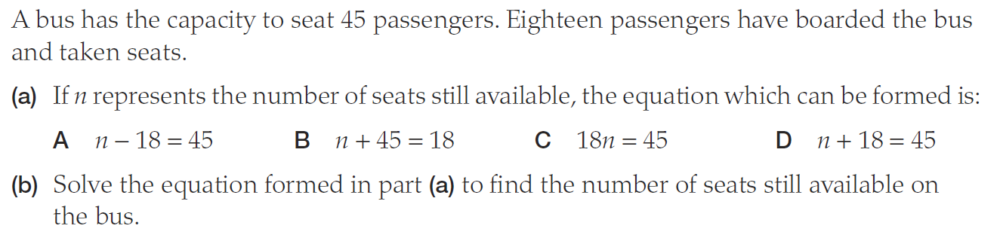 A bus has the capacity to seat 45 passengers. Eighteen passengers have boarded the bus
and taken seats.
(a) If n represents the number of seats still available, the equation which can be formed is:
A n – 18 = 45 B n + 45 = 18 C 18n = 45 D n + 18 = 45
(b) Solve the equation formed in part (a) to find the number of seats still available on
the bus.